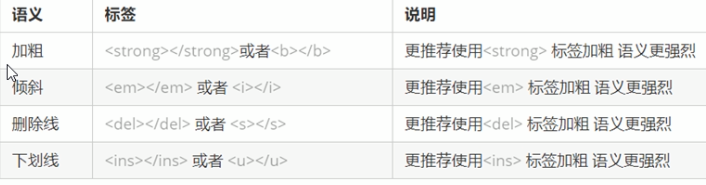 语义 标签 说明
加粗 <strong></strong>或者<b></b> 更推荐使用<strong> 标签加粗 语义更强烈
倾斜 <em></em> 或者 <i></i> 更推荐使用<em> 标签加粗 语义更强烈
删除线 <del></del> 或者 <s></s> 更推荐使用<del> 标签加粗 语义更强烈
下划线 <ins></ins> 或者 <u></u> 更推荐使用<ins> 标签加粗 语义更强烈